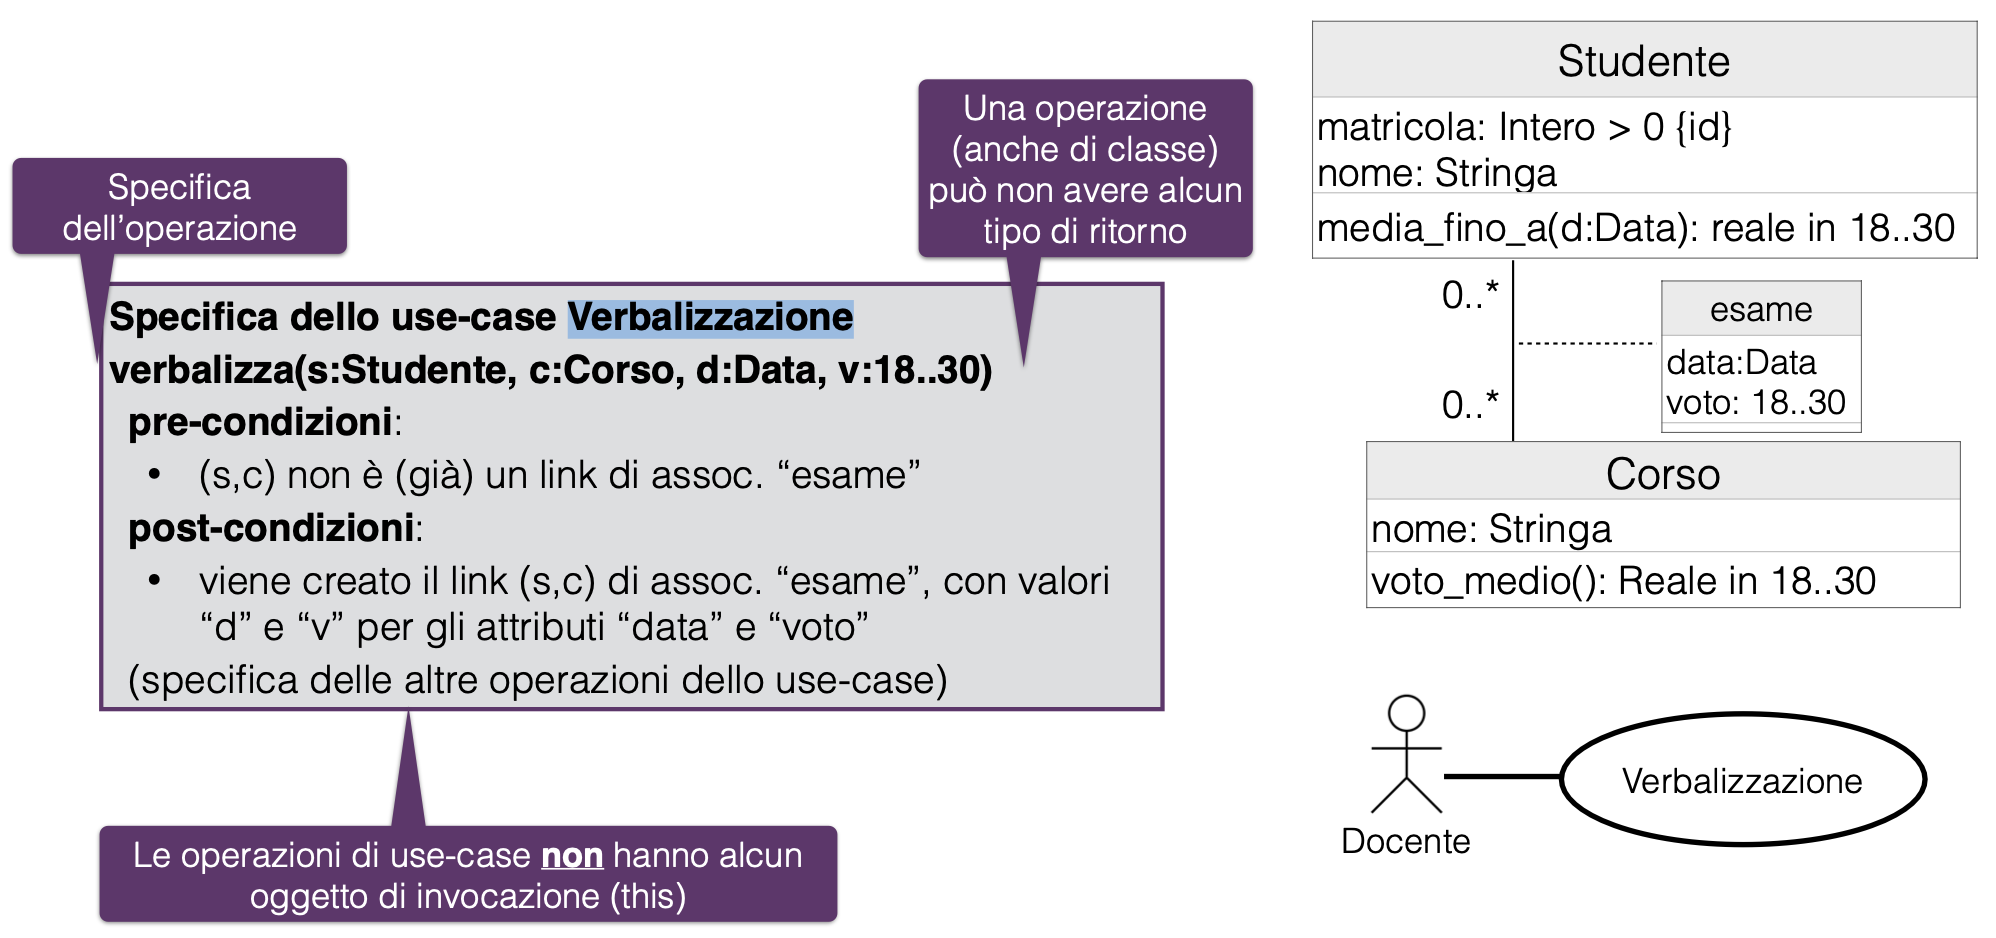 Specifica
dell’operazione
Una operazione
(anche di classe)
può non avere alcun
tipo di ritorno
Specifica dello use-case Verbalizzazione
verbalizza(s:Studente, c:Corso, d:Data, v:18..30)
pre-condizioni:
• (s,c) non è (già) un link di assoc. “esame”
post-condizioni:
• viene creato il link (s,c) di assoc. “esame”, con valori
“d” e “v” per gli attributi “data” e “voto”
(specifica delle altre operazioni dello use-case)
Le operazioni di use-case non hanno alcun
oggetto di invocazione (this)
Studente
matricola: Intero > 0 {id}
nome: Stringa
media_fino_a(d:Data): reale in 18..30
0..*
esame
data:Data
voto: 18..30
0..*
Corso
nome: Stringa
voto_medio(): Reale in 18..30
Verbalizzazione
Docente